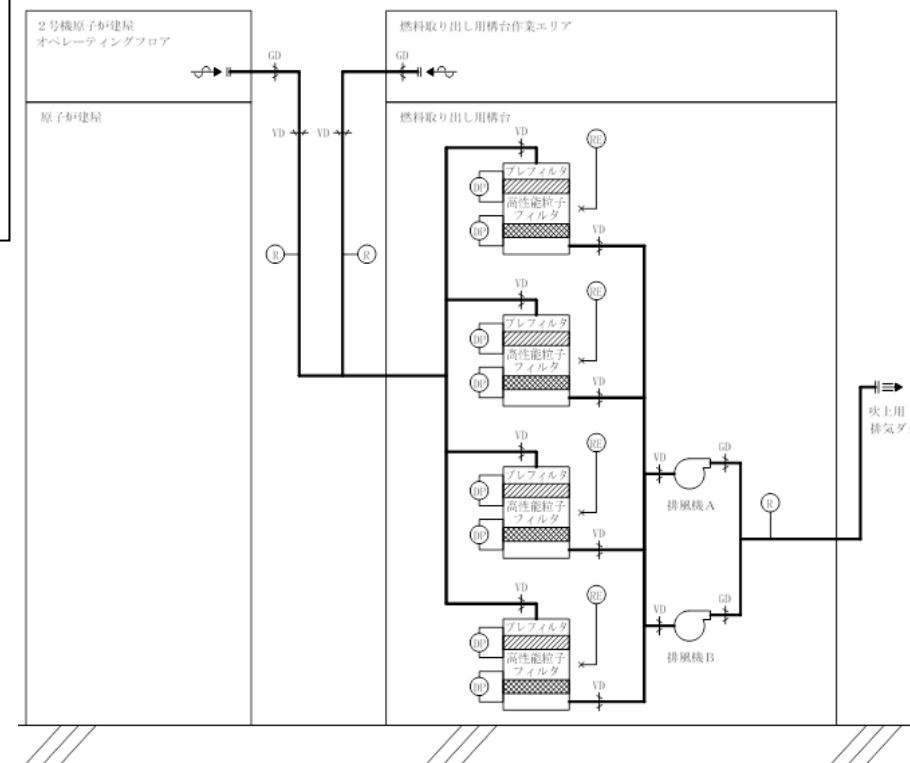 2号機原子炉建屋
オペレーティングフロア
燃料取り出し用構台作業エリア
GD
GD
原子炉建屋
燃料取り出し用構台
VD
VD
VD
RE
プレフィルタ
DP
高性能粒子
フィルタ
DP
VD
R
R
VD
RE
プレフィルタ
DP
高性能粒子
フィルタ
DP
VD
吹上用
排気ダ
VD
RE
プレフィルタ
DP
高性能粒子
フィルタ
DP
VD
VD
GD
排風機A
R
VD
RE
プレフィルタ
DP
高性能粒子
フィルタ
DP
VD
VD
GD
排風機B